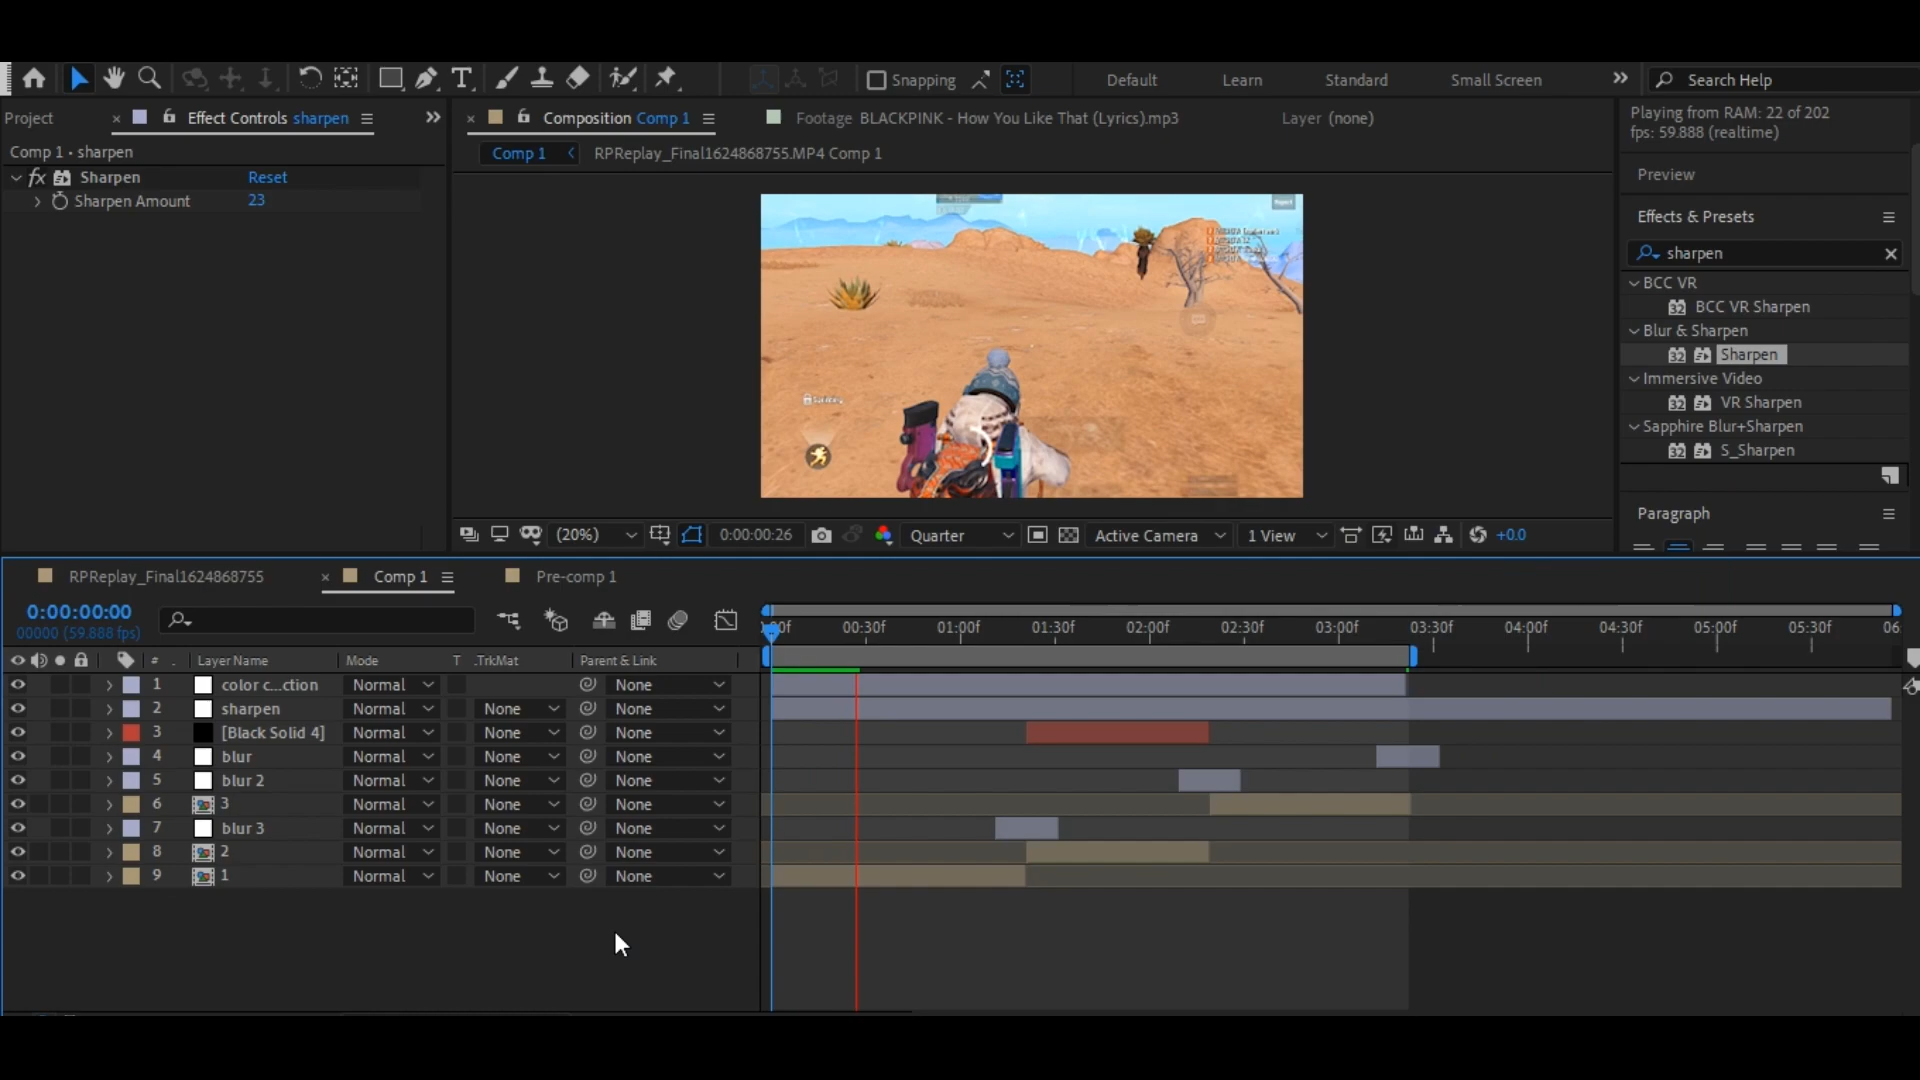 Snapping
Default
Learn
Standard
Small Screen
Search Help
Project
Effect Controls sharpen
Composition Comp 1
Footage BLACKPINK - How You Like That (Lyrics).mp3
Layer (none)
Playing from RAM: 22 of 202
fps: 59.888 (realtime)
Comp 1 • sharpen
Comp 1
RPReplay_Final1624868755.MP4 Comp 1
fx Sharpen
Reset
Sharpen Amount
23
Preview
Effects & Presets
sharpen
BCC VR
BCC VR Sharpen
Blur & Sharpen
Sharpen
Immersive Video
VR Sharpen
Sapphire Blur+Sharpen
S_Sharpen
Paragraph
(20%)
0:00:00:26
Quarter
Active Camera
1 View
+0.0
RPReplay_Final1624868755
Comp 1
Pre-comp 1
0:00:00:00
00000 (59.888 fps)
00:30f
01:00f
01:30f
02:00f
02:30f
03:00f
03:30f
04:00f
04:30f
05:00f
05:30f
06
# . Layer Name Mode T .TrkMat Parent & Link
1 color c...ction Normal None
2 sharpen Normal None None
3 [Black Solid 4] Normal None None
4 blur Normal None None
5 blur 2 Normal None None
6 3 Normal None None
7 blur 3 Normal None None
8 2 Normal None None
9 1 Normal None None